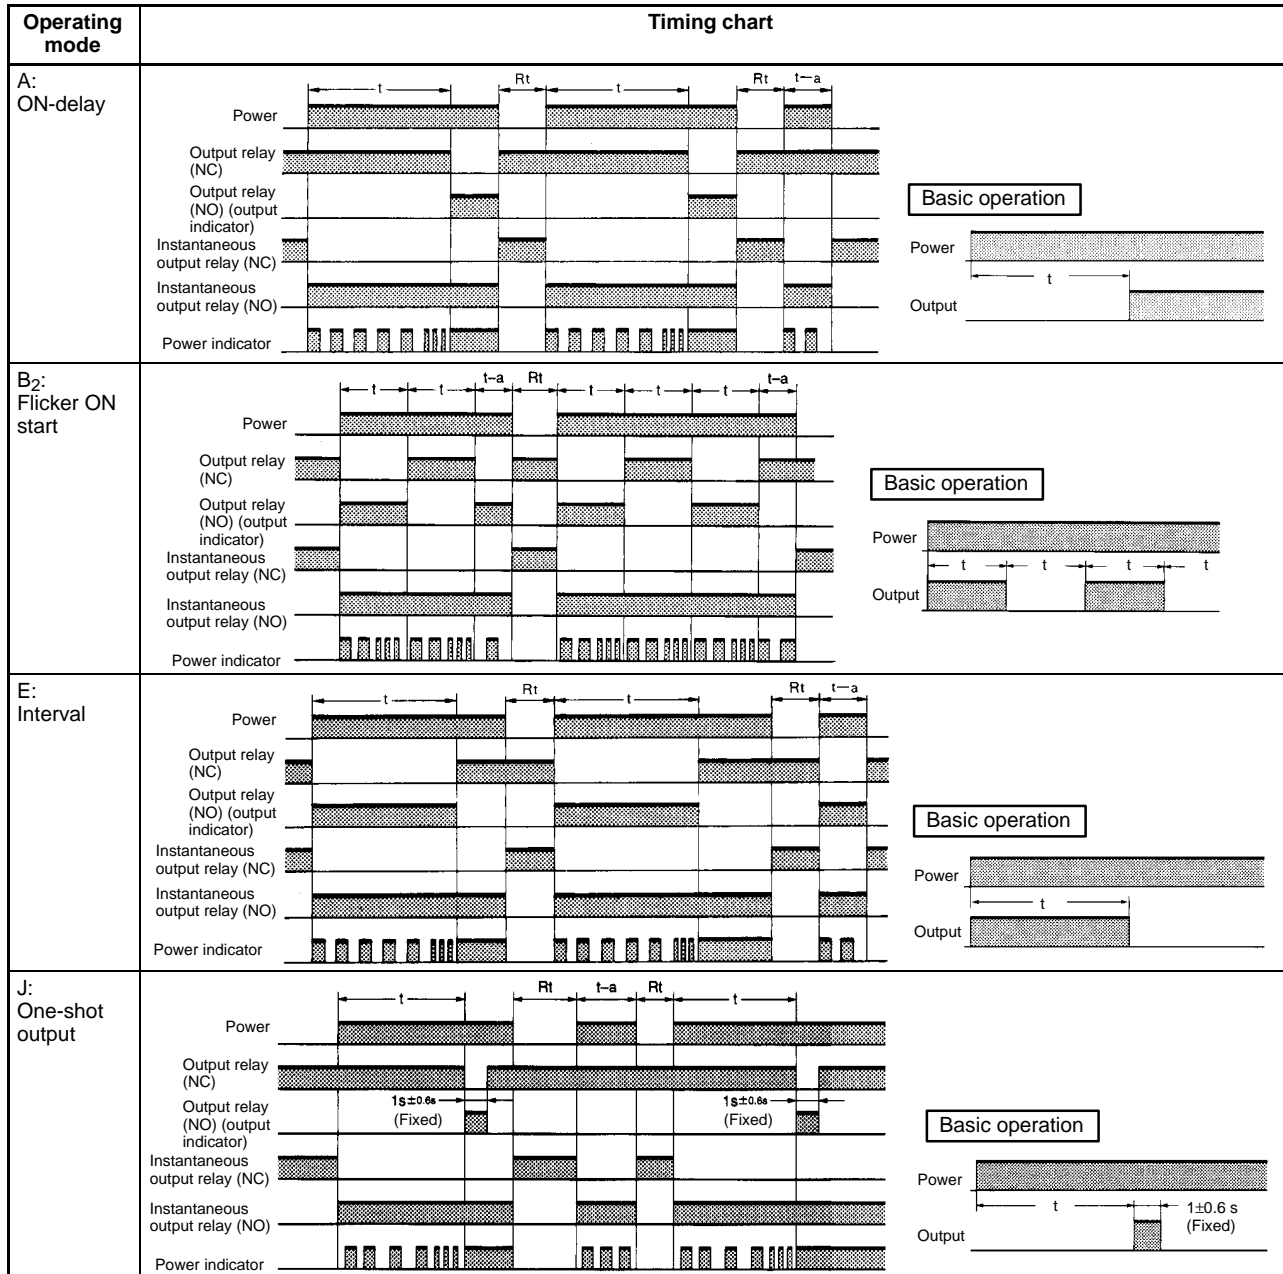 Operating
mode
Timing chart
A:
ON-delay
t Rt t Rt t–a
Power
Output relay
(NC)
Output relay
(NO) (output
indicator)
Instantaneous
output relay (NC)
Instantaneous
output relay (NO)
Power indicator
Basic operation
Power
t
Output
B2:
Flicker ON
start
t t t–a Rt t t t t–a
Power
Output relay
(NC)
Output relay
(NO) (output
indicator)
Instantaneous
output relay (NC)
Instantaneous
output relay (NO)
Power indicator
Basic operation
Power
t t t t
Output
E:
Interval
t Rt t Rt t–a
Power
Output relay
(NC)
Output relay
(NO) (output
indicator)
Instantaneous
output relay (NC)
Instantaneous
output relay (NO)
Power indicator
Basic operation
Power
t
Output
J:
One-shot
output
t Rt t–a Rt t
Power
Output relay
(NC)
1s±0.6s 1s±0.6s
(Fixed) (Fixed)
Output relay
(NO) (output
indicator)
Instantaneous
output relay (NC)
Instantaneous
output relay (NO)
Power indicator
Basic operation
Power
t 1±0.6 s
(Fixed)
Output